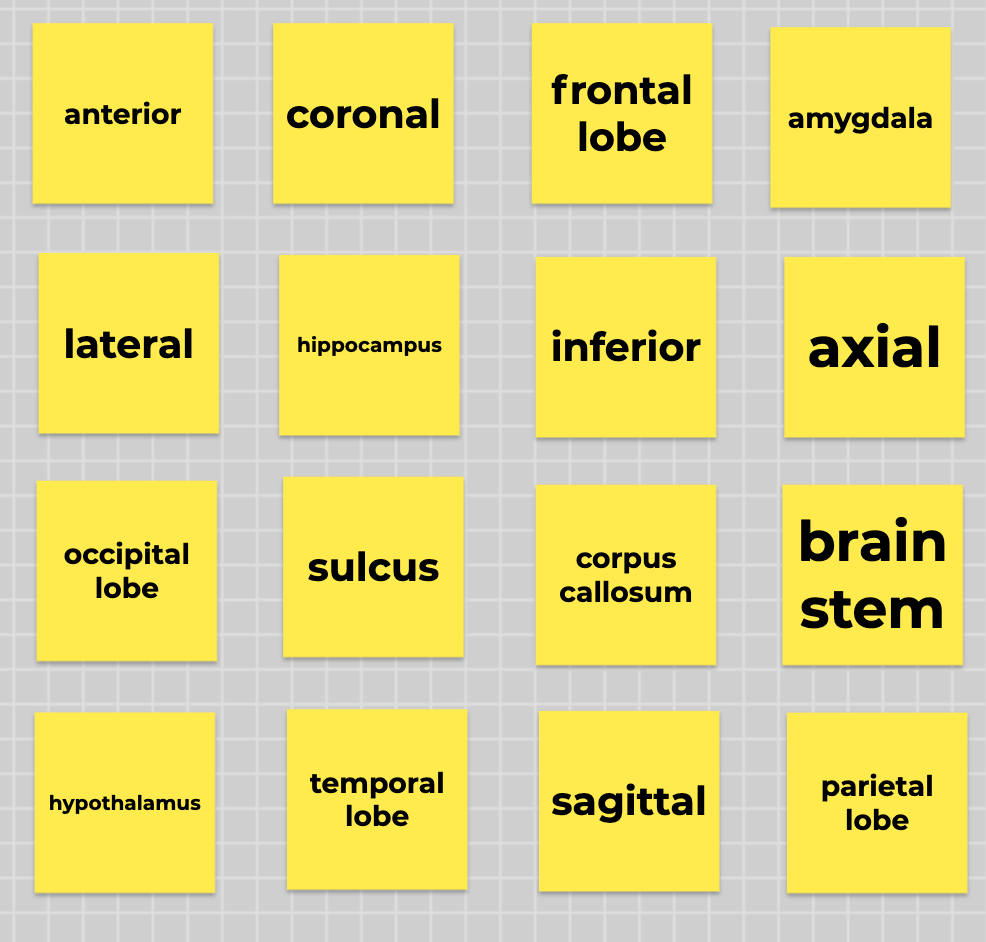 anterior
coronal
frontal
lobe
amygdala
lateral
hippocampus
inferior
axial
occipital
lobe
sulcus
corpus
callosum
brain
stem
hypothalamus
temporal
lobe
sagittal
parietal
lobe